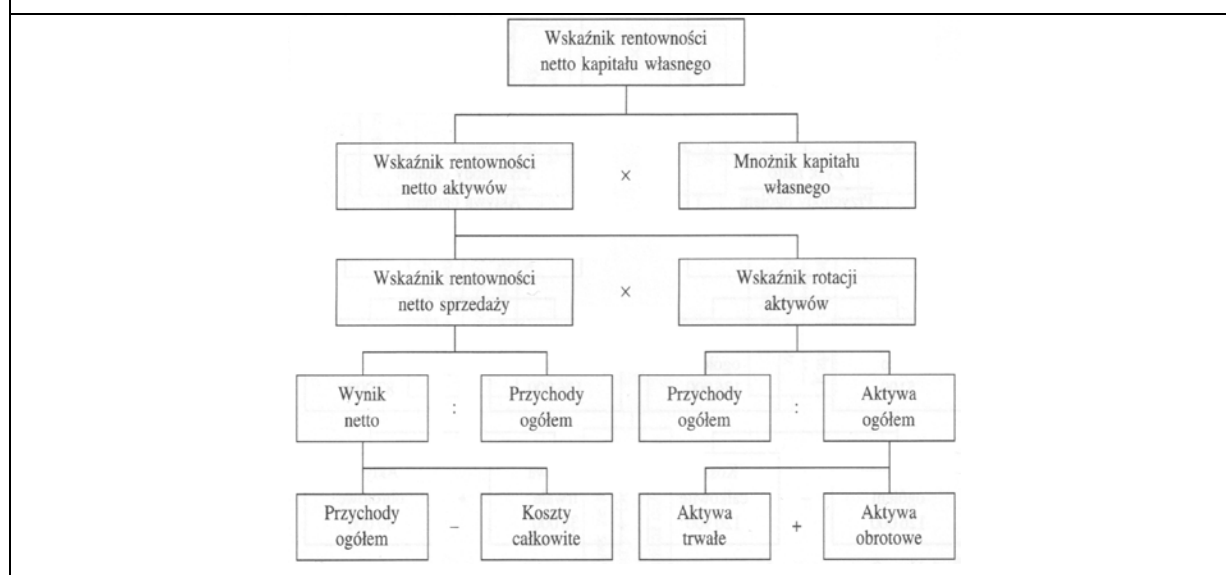 Wskaźnik rentowności
netto kapitału własnego
Wskaźnik rentowności
netto aktywów
×
Mnożnik kapitału
własnego
Wskaźnik rentowności
netto sprzedaży
×
Wskaźnik rotacji
aktywów
Wynik
netto
:
Przychody
ogółem
Przychody
ogółem
:
Aktywa
ogółem
Przychody
ogółem
–
Koszty
całkowite
Aktywa
trwałe
+
Aktywa
obrotowe